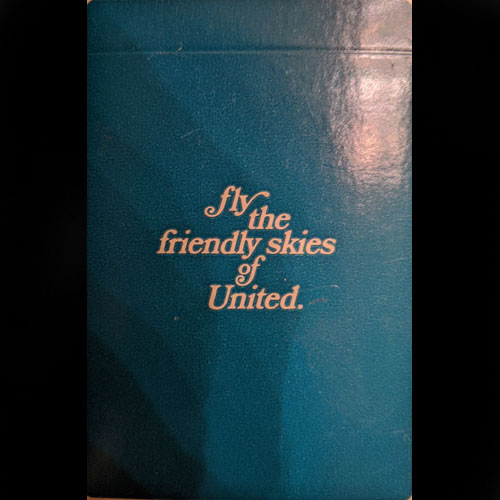 fly
the
friendly skies
of
United.